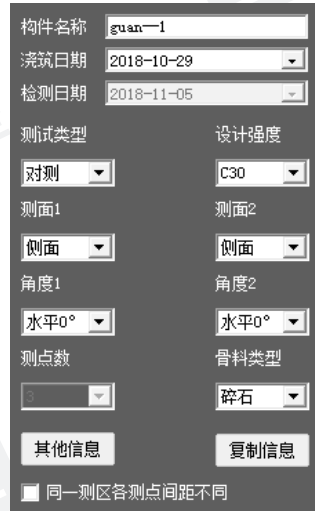 构件名称 guan—1
浇筑日期 2018-10-29
检测日期 2018-11-05
测试类型 设计强度
对测 C30
测面1 测面2
侧面 侧面
角度1 角度2
水平0° 水平0°
测点数 骨料类型
3 碎石
其他信息 复制信息
同一测区各测点间距不同